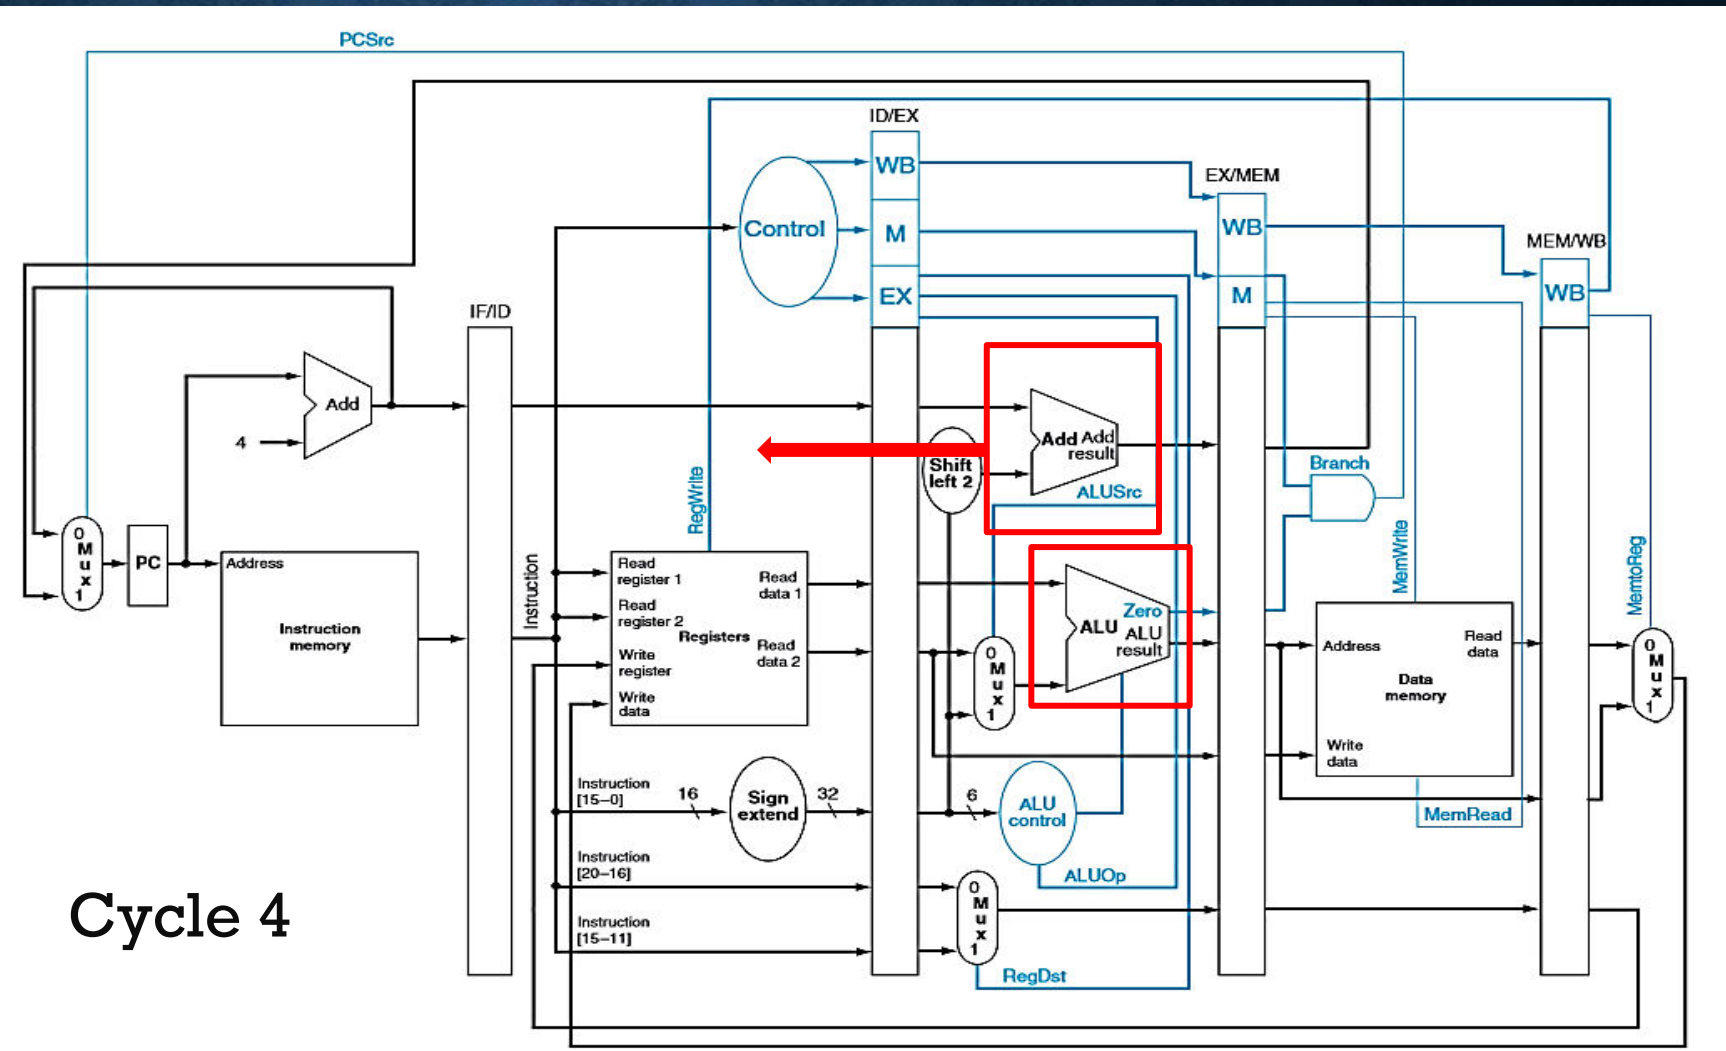 PCSrc
ID/EX
WB
EX/MEM
Control
M
WB
MEM/WB
EX
M
WB
IF/ID
Add
4
Add Add
result
Shift
left 2
ALUSrc
Branch
RegWrite
MemWrite
MemtoReg
0
M
u
x
1
PC
Address
Instruction
memory
Instruction
Read
register 1
Read
register 2
Write
register
Write
data
Registers
Read
data 1
Read
data 2
0
M
u
x
1
Zero
ALU ALU
result
Address
Read
data
Data
memory
Write
data
0
M
u
x
1
MemRead
Instruction
[15–0]
16
Sign
extend
32
6
ALU
control
Instruction
[20–16]
ALUOp
Instruction
[15–11]
0
M
u
x
1
RegDst
Cycle 4